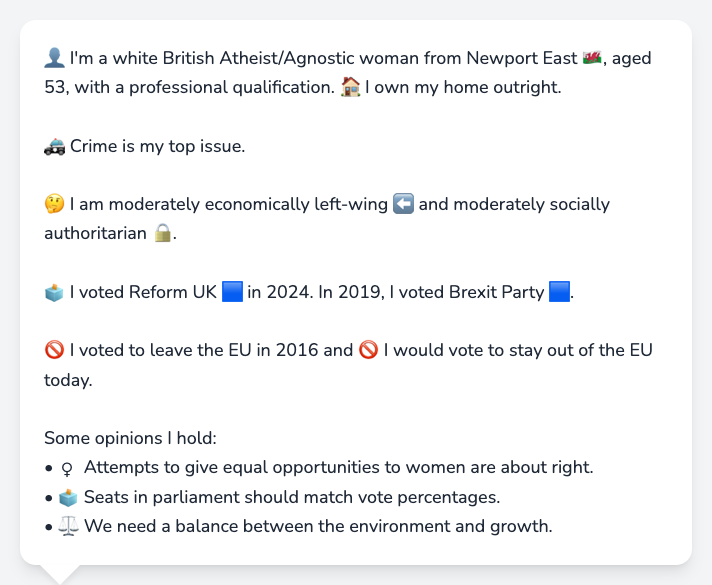 👤 I'm a white British Atheist/Agnostic woman from Newport East 🏴󠁧󠁢󠁷󠁬󠁳󠁿, aged
53, with a professional qualification. 🏠 I own my home outright.
🚓 Crime is my top issue.
🤔 I am moderately economically left-wing ⬅️ and moderately socially
authoritarian 🔒.
🗳️ I voted Reform UK 🟦 in 2024. In 2019, I voted Brexit Party 🟦.
🚫 I voted to leave the EU in 2016 and 🚫 I would vote to stay out of the EU
today.
Some opinions I hold:
• ♀ Attempts to give equal opportunities to women are about right.
• 🗳️ Seats in parliament should match vote percentages.
• ⚖️ We need a balance between the environment and growth.